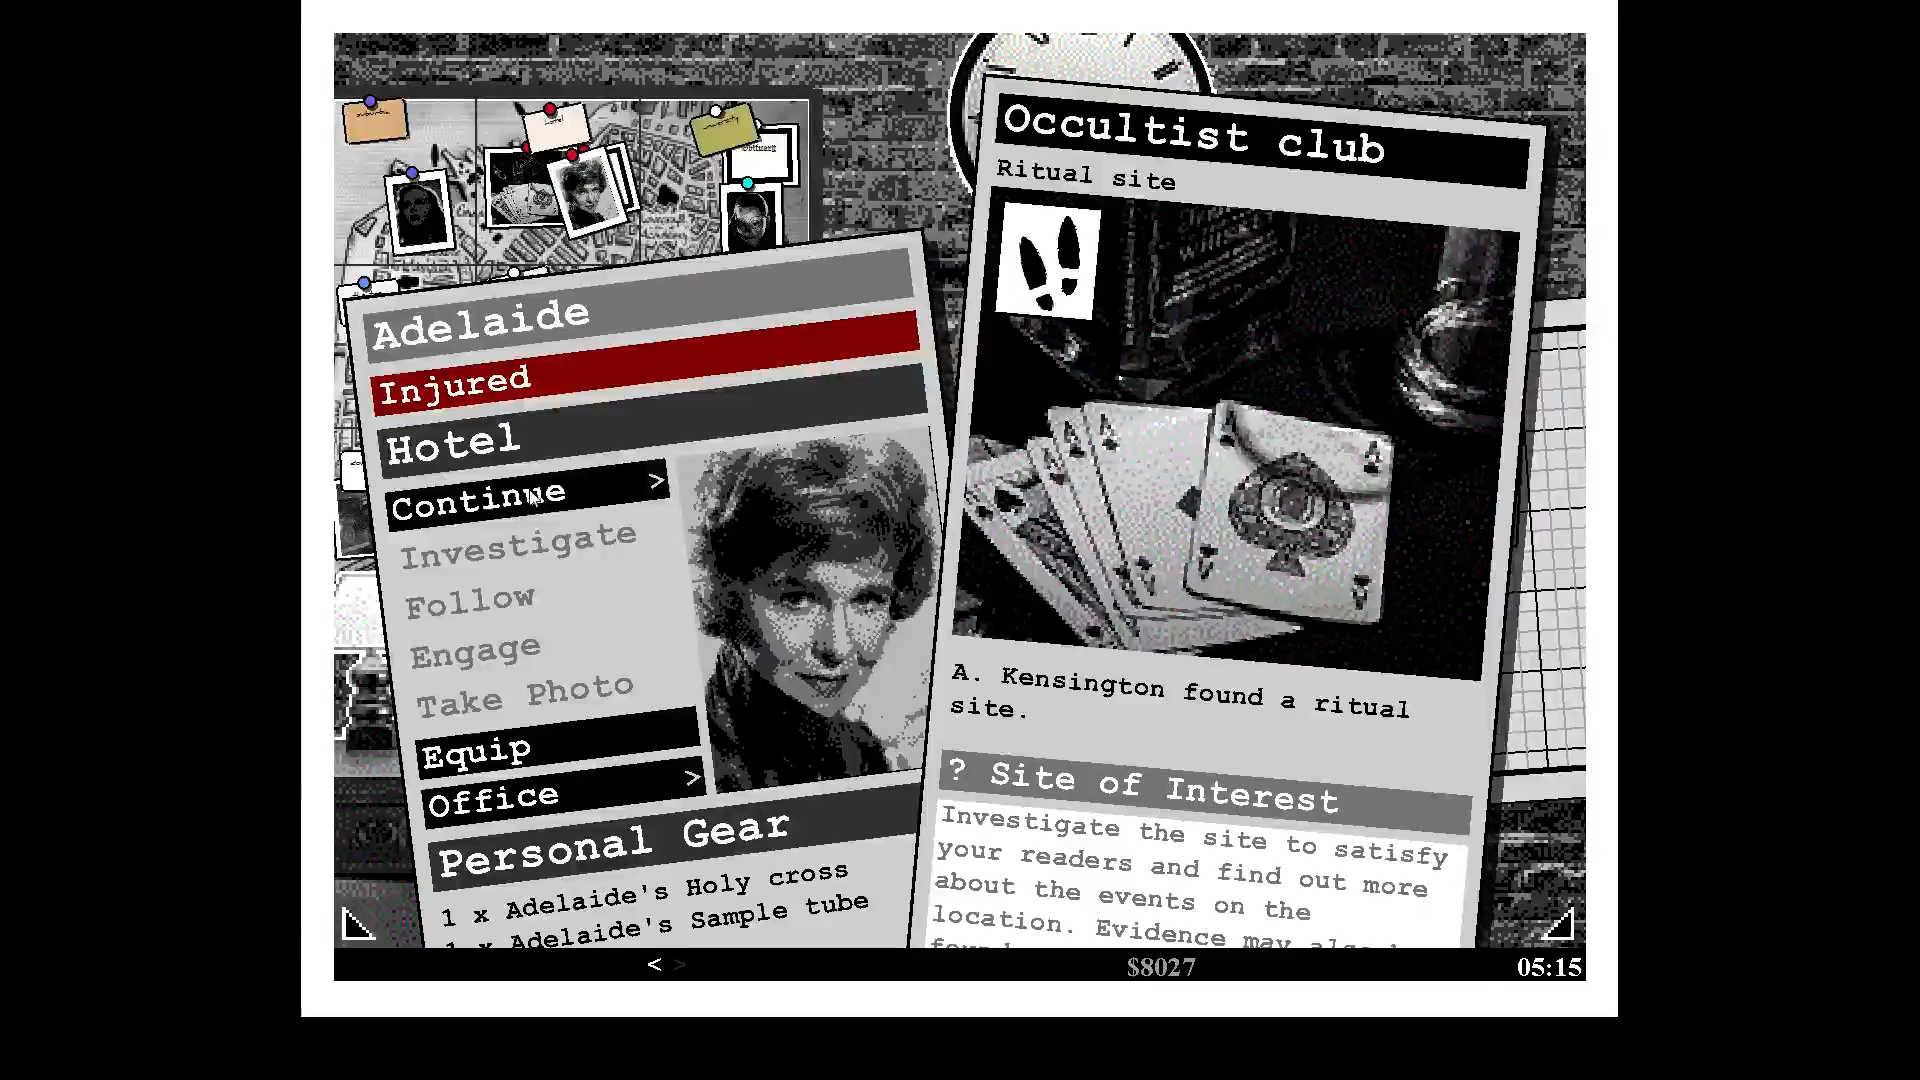 Adelaide
Injured
Hotel
Continue >
Investigate
Follow
Engage
Take Photo
Equip
Office >
Personal Gear
1 x Adelaide's Holy cross
1 x Adelaide's Sample tube
Occultist club
Ritual site
A. Kensington found a ritual
site.
? Site of Interest
Investigate the site to satisfy
your readers and find out more
about the events on the
location. Evidence may also
< >
$8027
05:15